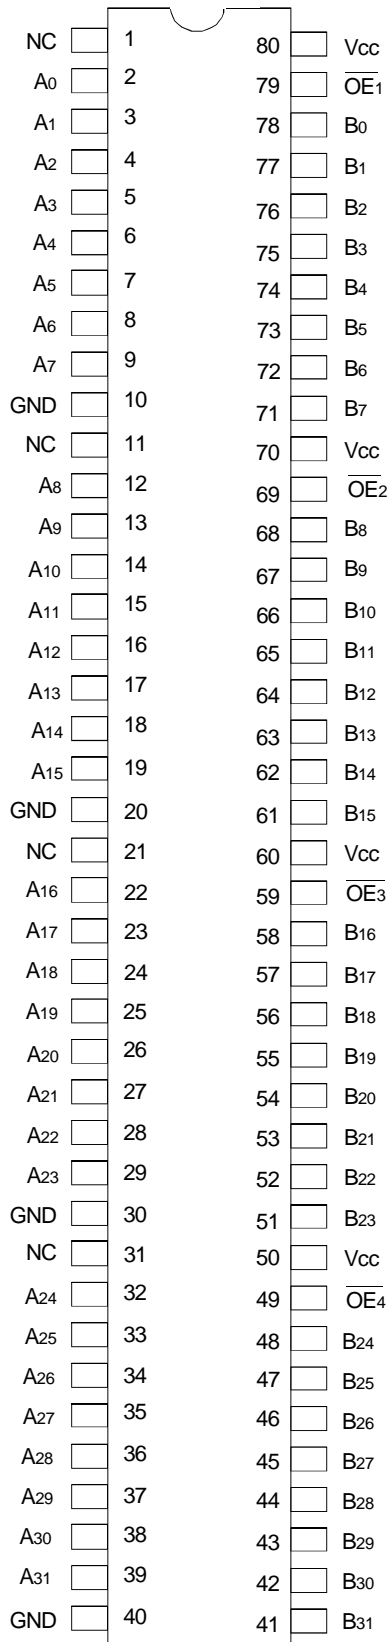 NC 1 80 Vcc
A0 2 79 OE1
A1 3 78 B0
A2 4 77 B1
A3 5 76 B2
A4 6 75 B3
A5 7 74 B4
A6 8 73 B5
A7 9 72 B6
GND 10 71 B7
NC 11 70 Vcc
A8 12 69 OE2
A9 13 68 B8
A10 14 67 B9
A11 15 66 B10
A12 16 65 B11
A13 17 64 B12
A14 18 63 B13
A15 19 62 B14
GND 20 61 B15
NC 21 60 Vcc
A16 22 59 OE3
A17 23 58 B16
A18 24 57 B17
A19 25 56 B18
A20 26 55 B19
A21 27 54 B20
A22 28 53 B21
A23 29 52 B22
GND 30 51 B23
NC 31 50 Vcc
A24 32 49 OE4
A25 33 48 B24
A26 34 47 B25
A27 35 46 B26
A28 36 45 B27
A29 37 44 B28
A30 38 43 B29
A31 39 42 B30
GND 40 41 B31